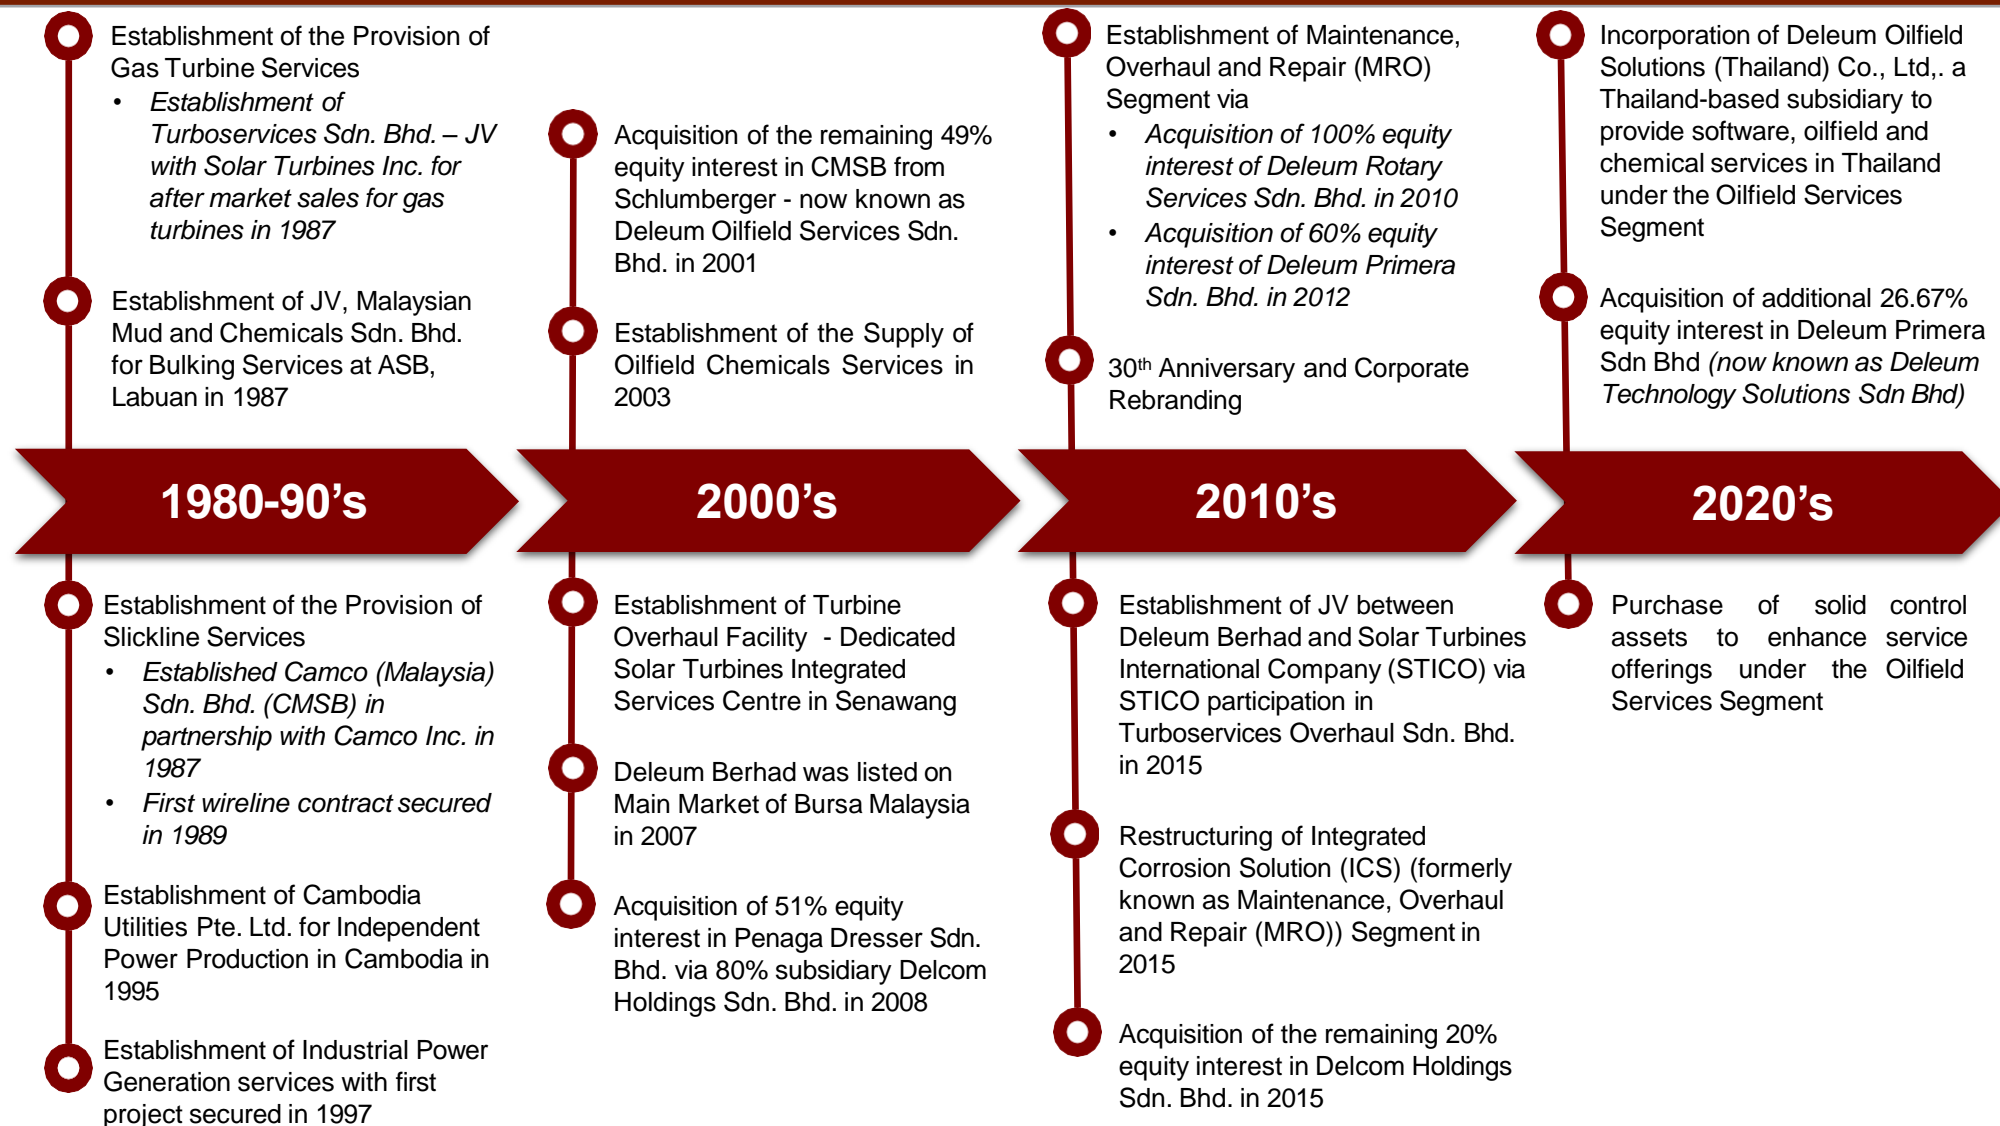 Establishment of the Provision of
Gas Turbine Services
• Establishment of
Turboservices Sdn. Bhd. – JV
with Solar Turbines Inc. for
after market sales for gas
turbines in 1987
Establishment of JV, Malaysian
Mud and Chemicals Sdn. Bhd.
for Bulking Services at ASB,
Labuan in 1987
1980-90’s
Establishment of the Provision of
Slickline Services
• Established Camco (Malaysia)
Sdn. Bhd. (CMSB) in
partnership with Camco Inc. in
1987
• First wireline contract secured
in 1989
Establishment of Cambodia
Utilities Pte. Ltd. for Independent
Power Production in Cambodia in
1995
Establishment of Industrial Power
Generation services with first
project secured in 1997
Acquisition of the remaining 49%
equity interest in CMSB from
Schlumberger - now known as
Deleum Oilfield Services Sdn.
Bhd. in 2001
Establishment of the Supply of
Oilfield Chemicals Services in
2003
2000’s
Establishment of Turbine
Overhaul Facility - Dedicated
Solar Turbines Integrated
Services Centre in Senawang
Deleum Berhad was listed on
Main Market of Bursa Malaysia
in 2007
Acquisition of 51% equity
interest in Penaga Dresser Sdn.
Bhd. via 80% subsidiary Delcom
Holdings Sdn. Bhd. in 2008
Establishment of Maintenance,
Overhaul and Repair (MRO)
Segment via
• Acquisition of 100% equity
interest of Deleum Rotary
Services Sdn. Bhd. in 2010
• Acquisition of 60% equity
interest of Deleum Primera
Sdn. Bhd. in 2012
30th Anniversary and Corporate
Rebranding
2010’s
Establishment of JV between
Deleum Berhad and Solar Turbines
International Company (STICO) via
STICO participation in
Turboservices Overhaul Sdn. Bhd.
in 2015
Restructuring of Integrated
Corrosion Solution (ICS) (formerly
known as Maintenance, Overhaul
and Repair (MRO)) Segment in
2015
Acquisition of the remaining 20%
equity interest in Delcom Holdings
Sdn. Bhd. in 2015
Incorporation of Deleum Oilfield
Solutions (Thailand) Co., Ltd,. a
Thailand-based subsidiary to
provide software, oilfield and
chemical services in Thailand
under the Oilfield Services
Segment
Acquisition of additional 26.67%
equity interest in Deleum Primera
Sdn Bhd (now known as Deleum
Technology Solutions Sdn Bhd)
2020’s
Purchase of solid control
assets to enhance service
offerings under the Oilfield
Services Segment